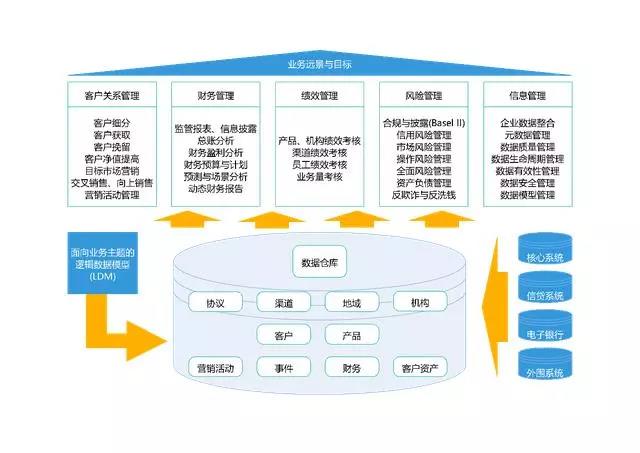 业务远景与目标
客户关系管理
客户细分
客户获取
客户挽留
客户净值提高
目标市场营销
交叉销售、向上销售
营销活动管理
财务管理
监管报表、信息披露
总账分析
财务盈利分析
财务预算与计划
预测与场景分析
动态财务报告
绩效管理
产品、机构绩效考核
渠道绩效考核
员工绩效考核
业务量考核
风险管理
合规与披露(Basel II)
信用风险管理
市场风险管理
操作风险管理
全面风险管理
资产负债管理
反欺诈与反洗钱
信息管理
企业数据整合
元数据管理
数据质量管理
数据生命周期管理
数据有效性管理
数据安全管理
数据模型管理
面向业务主题的
逻辑数据模型
(LDM)
数据仓库
协议
渠道
地域
机构
客户
产品
营销活动
事件
财务
客户资产
核心系统
信贷系统
电子银行
外围系统